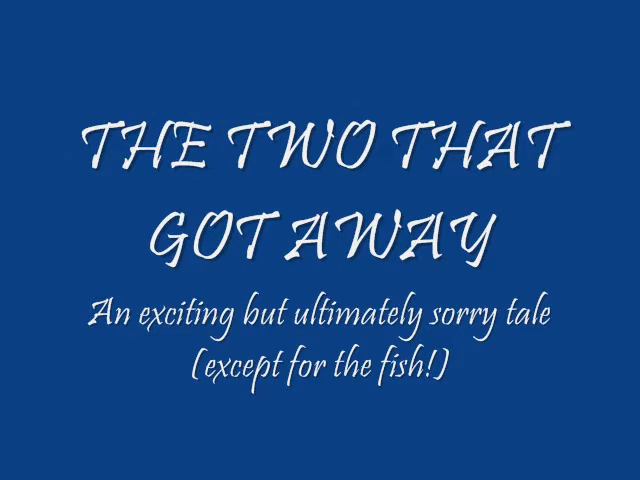 THE TWO THAT
GOT AWAY
An exciting but ultimately sorry tale
(except for the fish!)